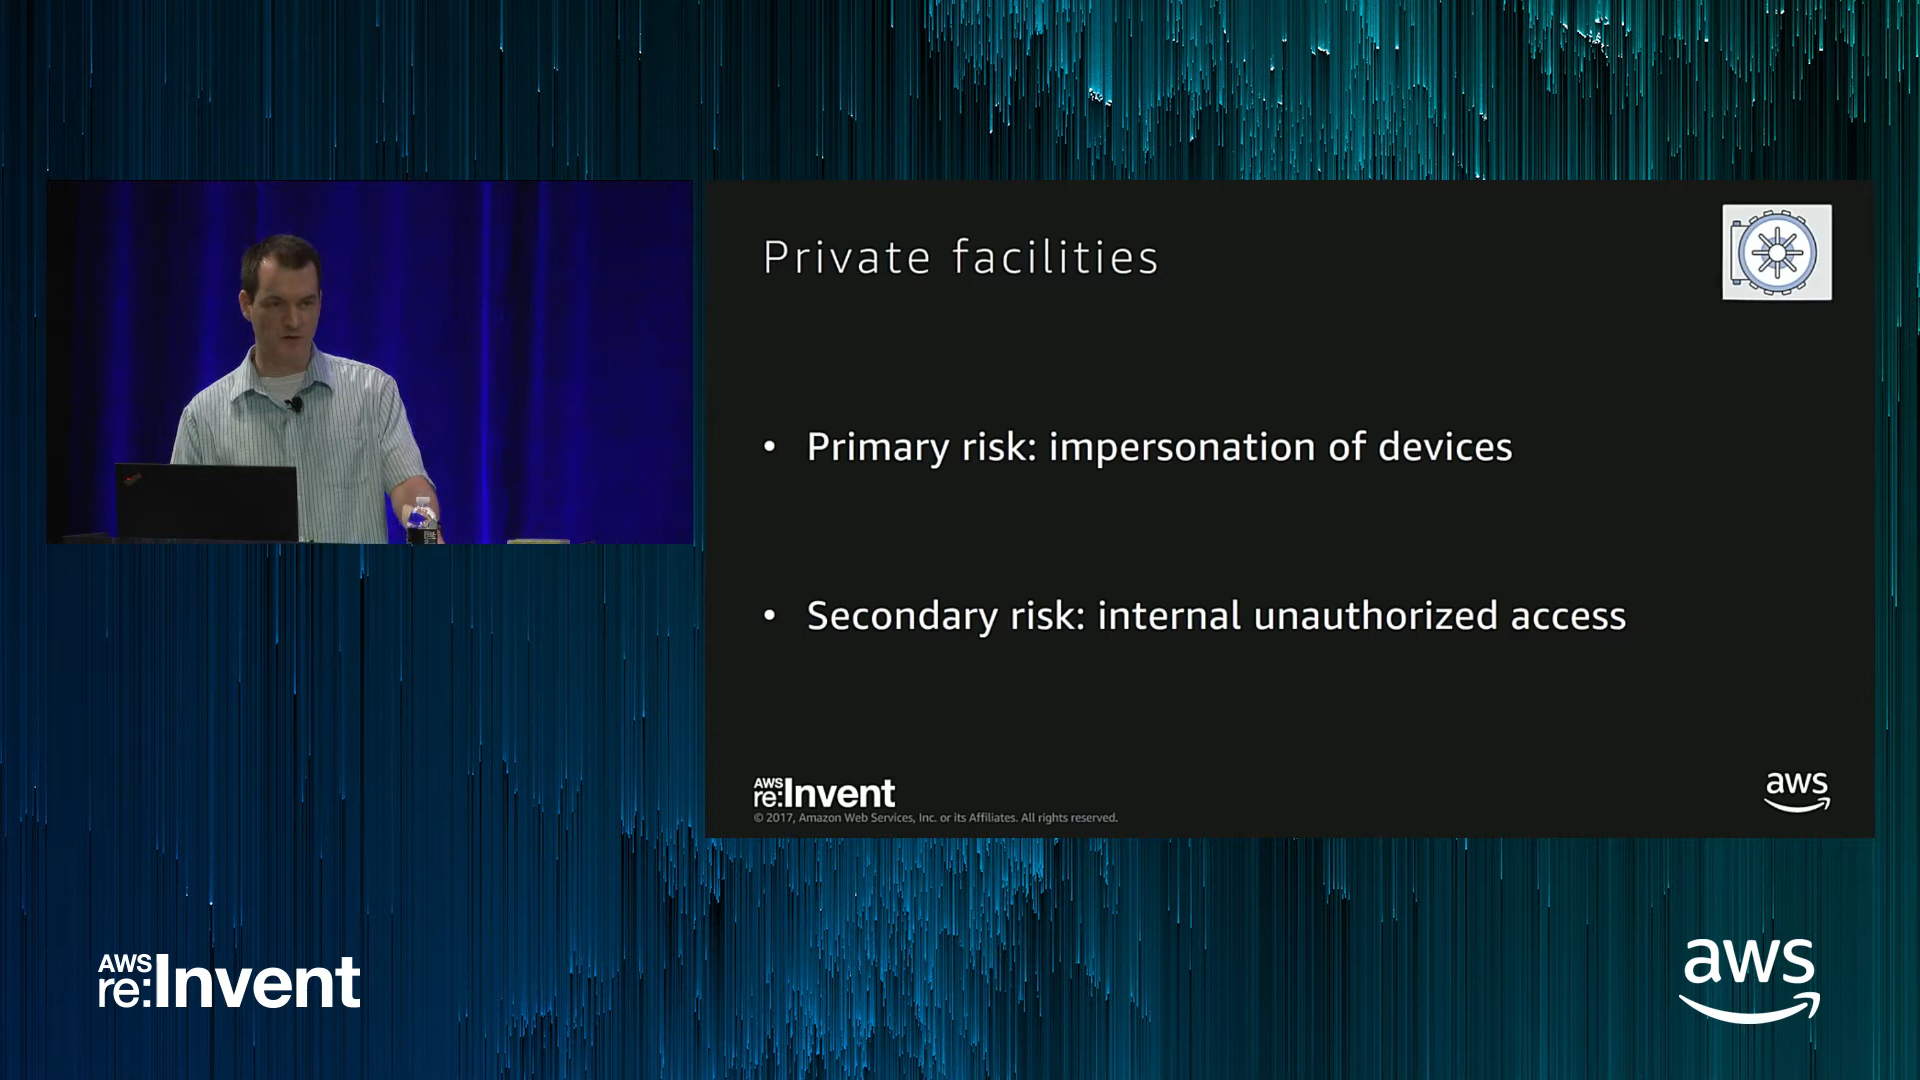 Private facilities
• Primary risk: impersonation of devices
• Secondary risk: internal unauthorized access
AWS
re:Invent
© 2017, Amazon Web Services, Inc. or its Affiliates. All rights reserved.
aws
AWS
re:Invent
aws